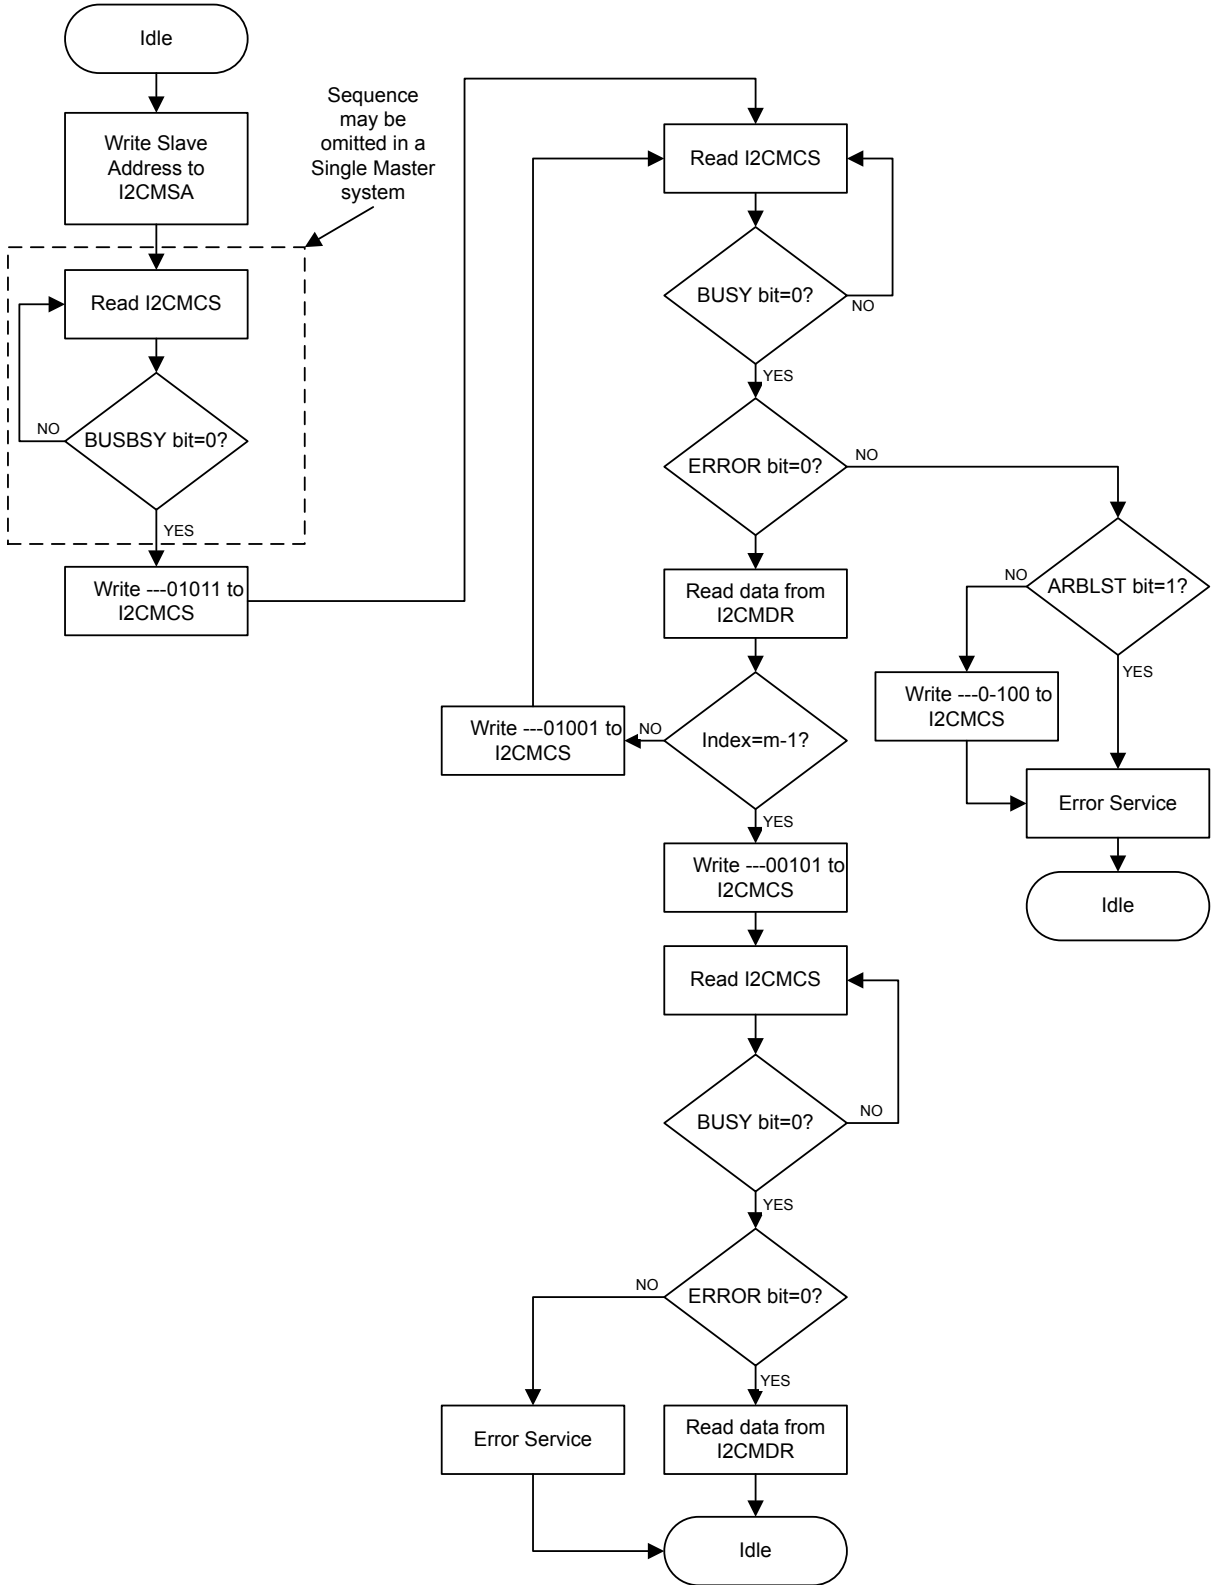 Idle
Write Slave
Address to
I2CMSA
Sequence
may be
omitted in a
Single Master
system
Read I2CMCS
BUSBSY bit=0?
NO
YES
Write ---01011 to
I2CMCS
Read I2CMCS
BUSY bit=0?
NO
YES
ERROR bit=0?
NO
Read data from
I2CMDR
ARBLST bit=1?
NO
YES
Write ---0-100 to
I2CMCS
Error Service
Idle
Index=m-1?
NO
Write ---01001 to
I2CMCS
YES
Write ---00101 to
I2CMCS
Read I2CMCS
BUSY bit=0?
NO
YES
ERROR bit=0?
NO
YES
Error Service
Read data from
I2CMDR
Idle